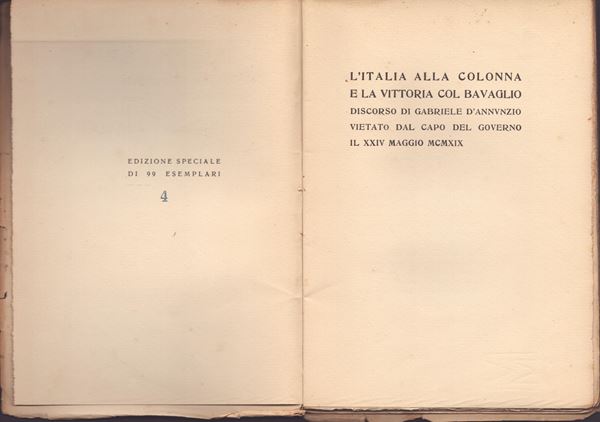 EDIZIONE SPECIALE
DI 99 ESEMPLARI
4
L'ITALIA ALLA COLONNA
E LA VITTORIA COL BAVAGLIO
DISCORSO DI GABRIELE D'ANNVNZIO
VIETATO DAL CAPO DEL GOVERNO
IL XXIV MAGGIO MCMXIX